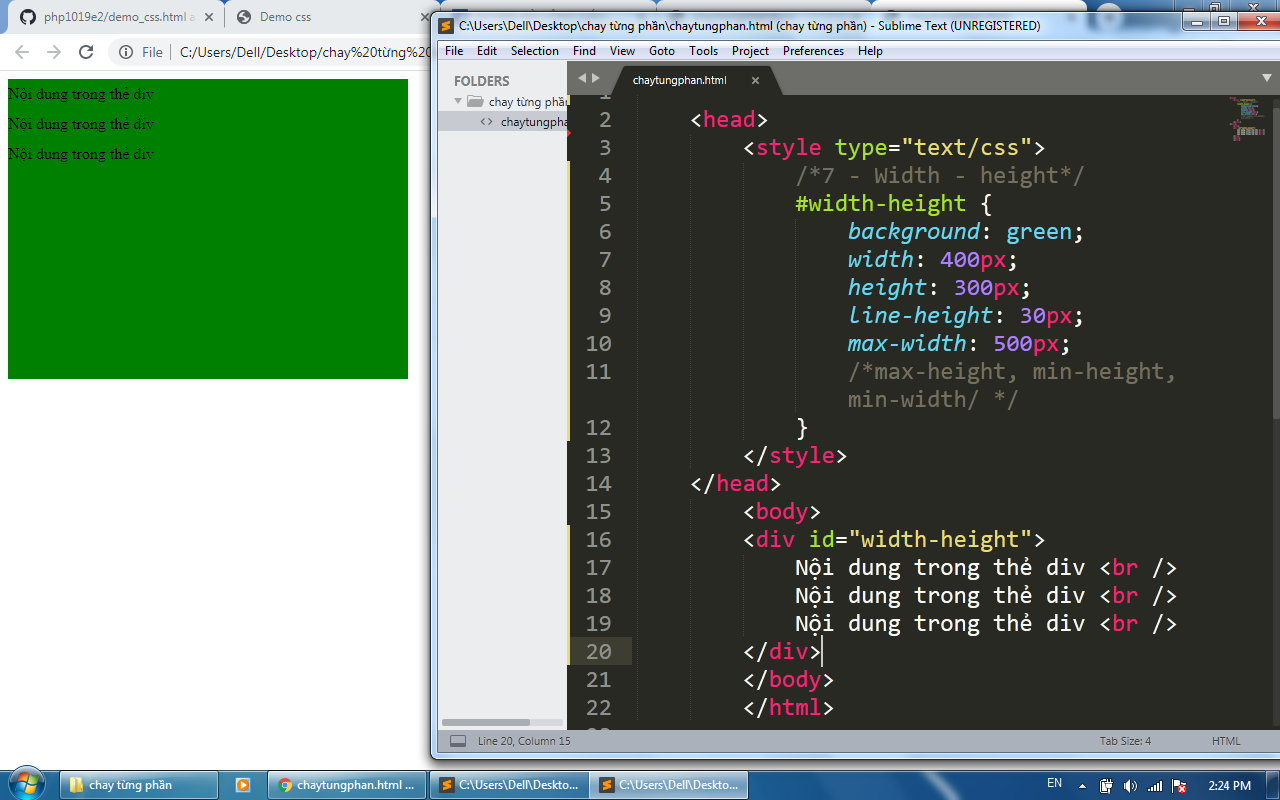 php1019e2/demo_css.html a
Demo css
File
C:/Users/Dell/Desktop/chay%20từng%20
Nội dung trong thẻ div
Nội dung trong thẻ div
Nội dung trong thẻ div
C:\Users\Dell\Desktop\chay từng phần\chaytungphan.html (chay từng phần) - Sublime Text (UNREGISTERED)
File Edit Selection Find View Goto Tools Project Preferences Help
FOLDERS
chay từng phần
chaytungpha
chaytungphan.html
1
2 <head>
3 <style type="text/css">
4 /*7 - Width - height*/
5 #width-height {
6 background: green;
7 width: 400px;
8 height: 300px;
9 line-height: 30px;
10 max-width: 500px;
11 /*max-height, min-height,
min-width/ */
12 }
13 </style>
14 </head>
15 <body>
16 <div id="width-height">
17 Nội dung trong thẻ div <br />
18 Nội dung trong thẻ div <br />
19 Nội dung trong thẻ div <br />
20 </div>
21 </body>
22 </html>
Line 20, Column 15
Tab Size: 4
HTML
chay từng phần
chaytungphan.html ...
C:\Users\Dell\Deskto...
C:\Users\Dell\Deskto...
EN
2:24 PM